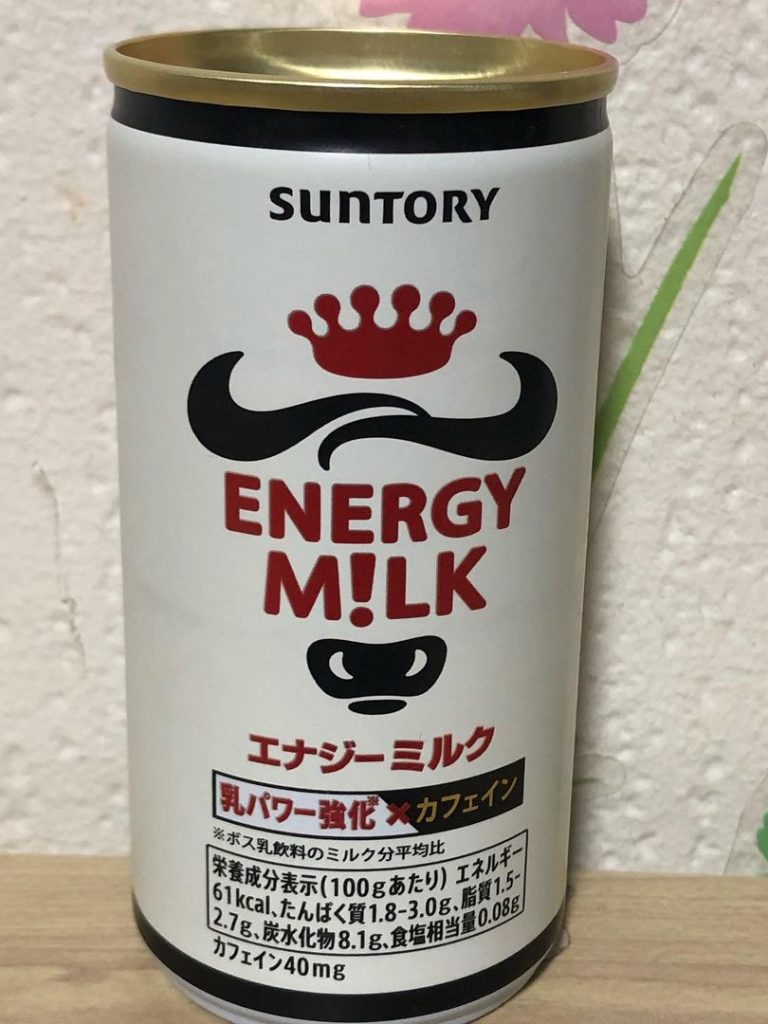 SUNTORY
ENERGY
M!LK
エナジーミルク
乳パワー強化※×カフェイン
※ボス乳飲料のミルク分平均比
栄養成分表示(100gあたり) エネルギー
61kcal、たんぱく質1.8-3.0g、脂質1.5-
2.7g、炭水化物8.1g、食塩相当量0.08g
カフェイン40mg